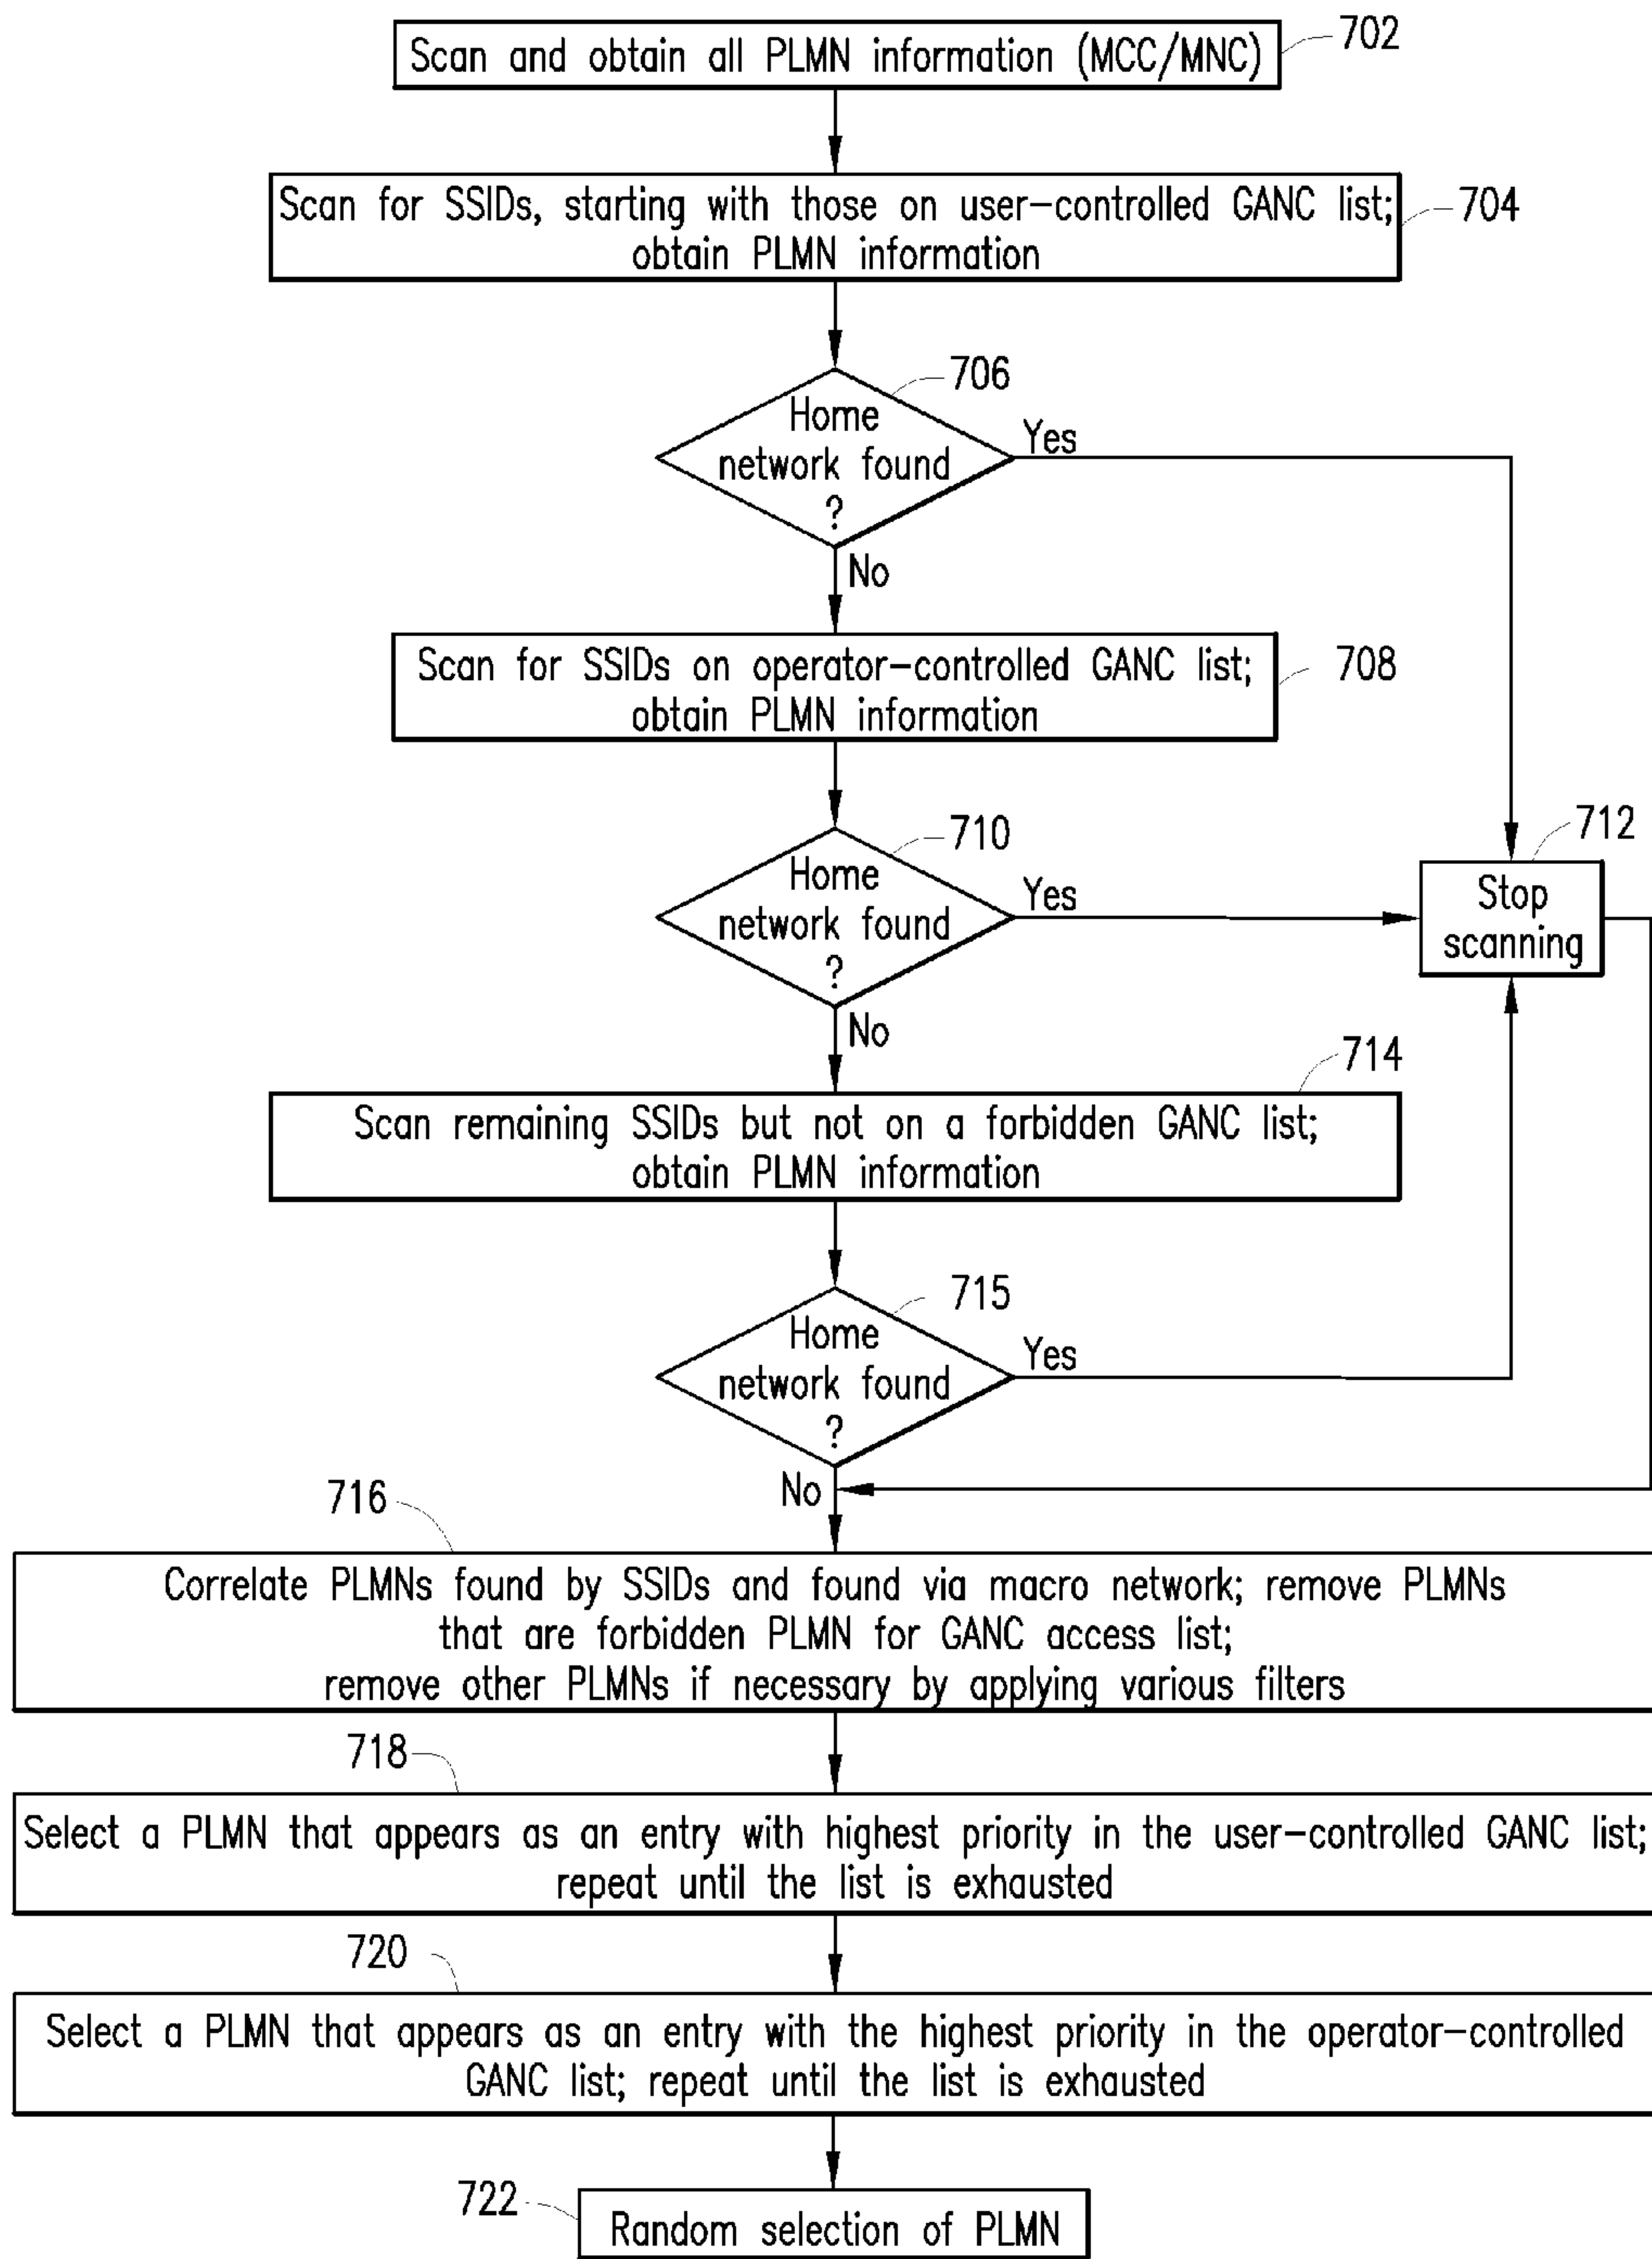 Scan and obtain all PLMN information (MCC/MNC)
702
Scan for SSIDs, starting with those on user-controlled GANC list;
obtain PLMN information
704
706
Home
network found
?
Yes
No
Scan for SSIDs on operator-controlled GANC list;
obtain PLMN information
708
710
Home
network found
?
Yes
712
Stop
scanning
No
714
Scan remaining SSIDs but not on a forbidden GANC list;
obtain PLMN information
715
Home
network found
?
Yes
No
716
Correlate PLMNs found by SSIDs and found via macro network; remove PLMNs
that are forbidden PLMN for GANC access list;
remove other PLMNs if necessary by applying various filters
718
Select a PLMN that appears as an entry with highest priority in the user-controlled GANC list;
repeat until the list is exhausted
720
Select a PLMN that appears as an entry with the highest priority in the operator-controlled
GANC list; repeat until the list is exhausted
722
Random selection of PLMN